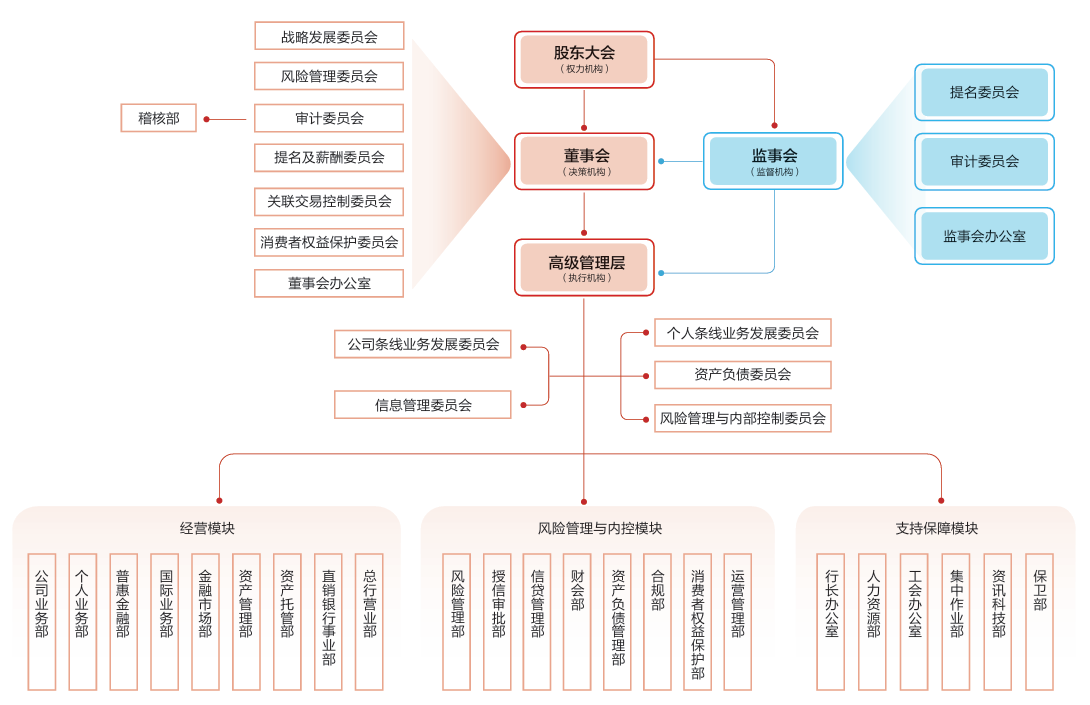 股东大会
（权力机构）
董事会
（决策机构）
监事会
（监督机构）
高级管理层
（执行机构）
战略发展委员会
风险管理委员会
审计委员会
提名及薪酬委员会
关联交易控制委员会
消费者权益保护委员会
董事会办公室
稽核部
提名委员会
审计委员会
监事会办公室
公司条线业务发展委员会
信息管理委员会
个人条线业务发展委员会
资产负债委员会
风险管理与内部控制委员会
经营模块
公司业务部
个人业务部
普惠金融部
国际业务部
金融市场部
资产管理部
资产托管部
直销银行事业部
总行营业部
风险管理与内控模块
风险管理部
授信审批部
信贷管理部
财会部
资产负债管理部
合规部
消费者权益保护部
运营管理部
支持保障模块
行长办公室
人力资源部
工会办公室
集中作业部
资讯科技部
保卫部